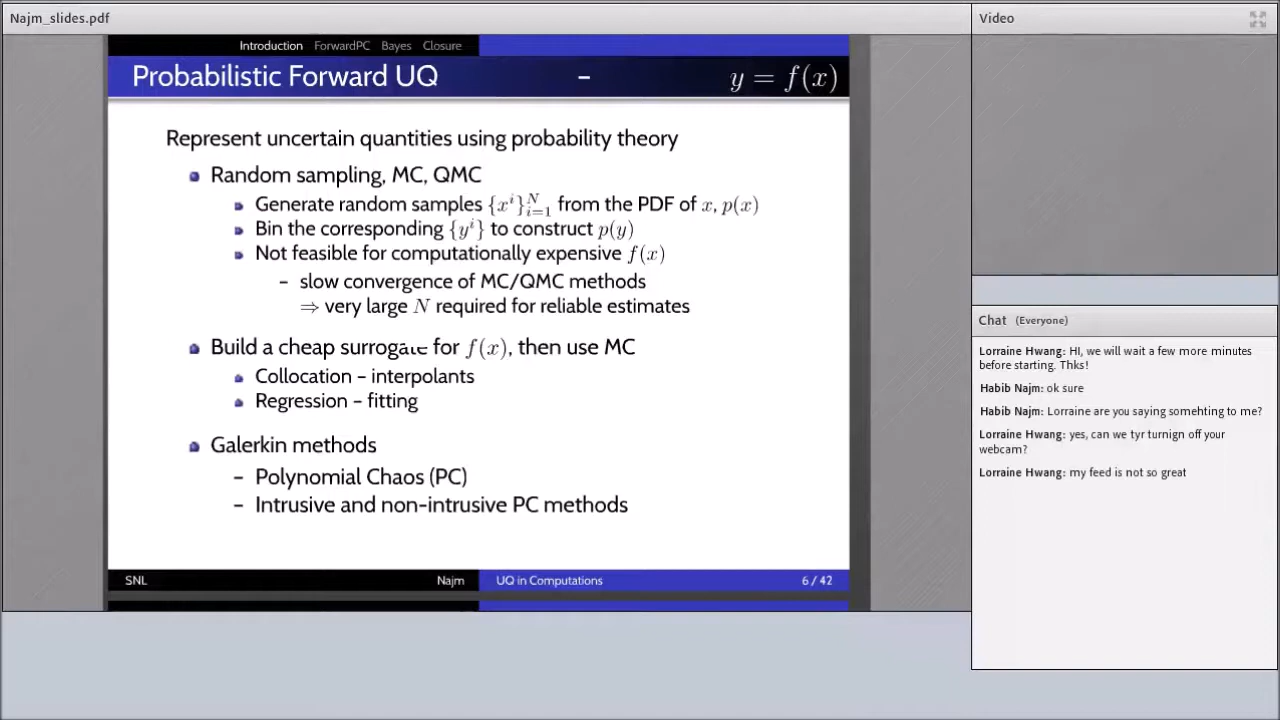 Najm_slides.pdf
Introduction ForwardPC Bayes Closure
Probabilistic Forward UQ – y = f(x)
Represent uncertain quantities using probability theory
Random sampling, MC, QMC
Generate random samples {x^i}_{i=1}^N from the PDF of x, p(x)
Bin the corresponding {y^i} to construct p(y)
Not feasible for computationally expensive f(x)
– slow convergence of MC/QMC methods
⇒ very large N required for reliable estimates
Build a cheap surrogate for f(x), then use MC
Collocation – interpolants
Regression – fitting
Galerkin methods
– Polynomial Chaos (PC)
– Intrusive and non-intrusive PC methods
SNL Najm UQ in Computations 6 / 42
Video
Chat (Everyone)
Lorraine Hwang: HI, we will wait a few more minutes
before starting. Thks!
Habib Najm: ok sure
Habib Najm: Lorraine are you saying somehting to me?
Lorraine Hwang: yes, can we tyr turnign off your
webcam?
Lorraine Hwang: my feed is not so great